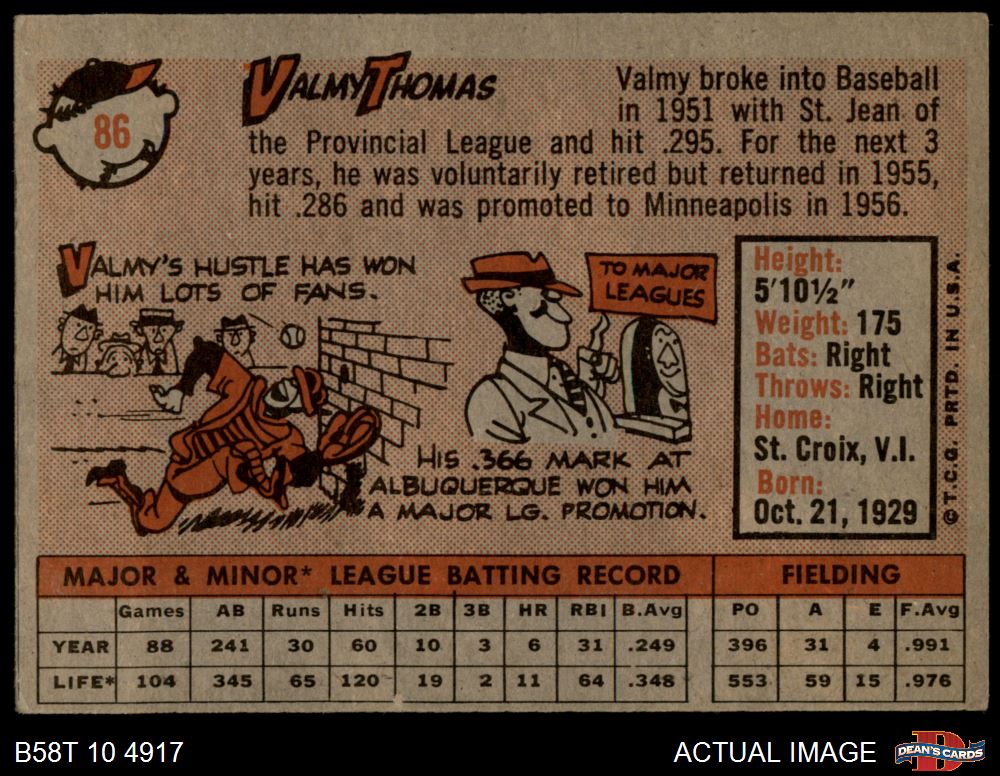 86
VALMY THOMAS
Valmy broke into Baseball
in 1951 with St. Jean of
the Provincial League and hit .295. For the next 3
years, he was voluntarily retired but returned in 1955,
hit .286 and was promoted to Minneapolis in 1956.
VALMY'S HUSTLE HAS WON
HIM LOTS OF FANS.
TO MAJOR
LEAGUES
HIS .366 MARK AT
ALBUQUERQUE WON HIM
A MAJOR LG. PROMOTION.
Height:
5'10½"
Weight: 175
Bats: Right
Throws: Right
Home:
St. Croix, V.I.
Born:
Oct. 21, 1929
© T.C.G. PRTD. IN U.S.A.
MAJOR & MINOR* LEAGUE BATTING RECORD FIELDING
Games AB Runs Hits 2B 3B HR RBI B.Avg PO A E F.Avg
YEAR 88 241 30 60 10 3 6 31 .249 396 31 4 .991
LIFE* 104 345 65 120 19 2 11 64 .348 553 59 15 .976
B58T 10 4917 ACTUAL IMAGE DEAN'S CARDS